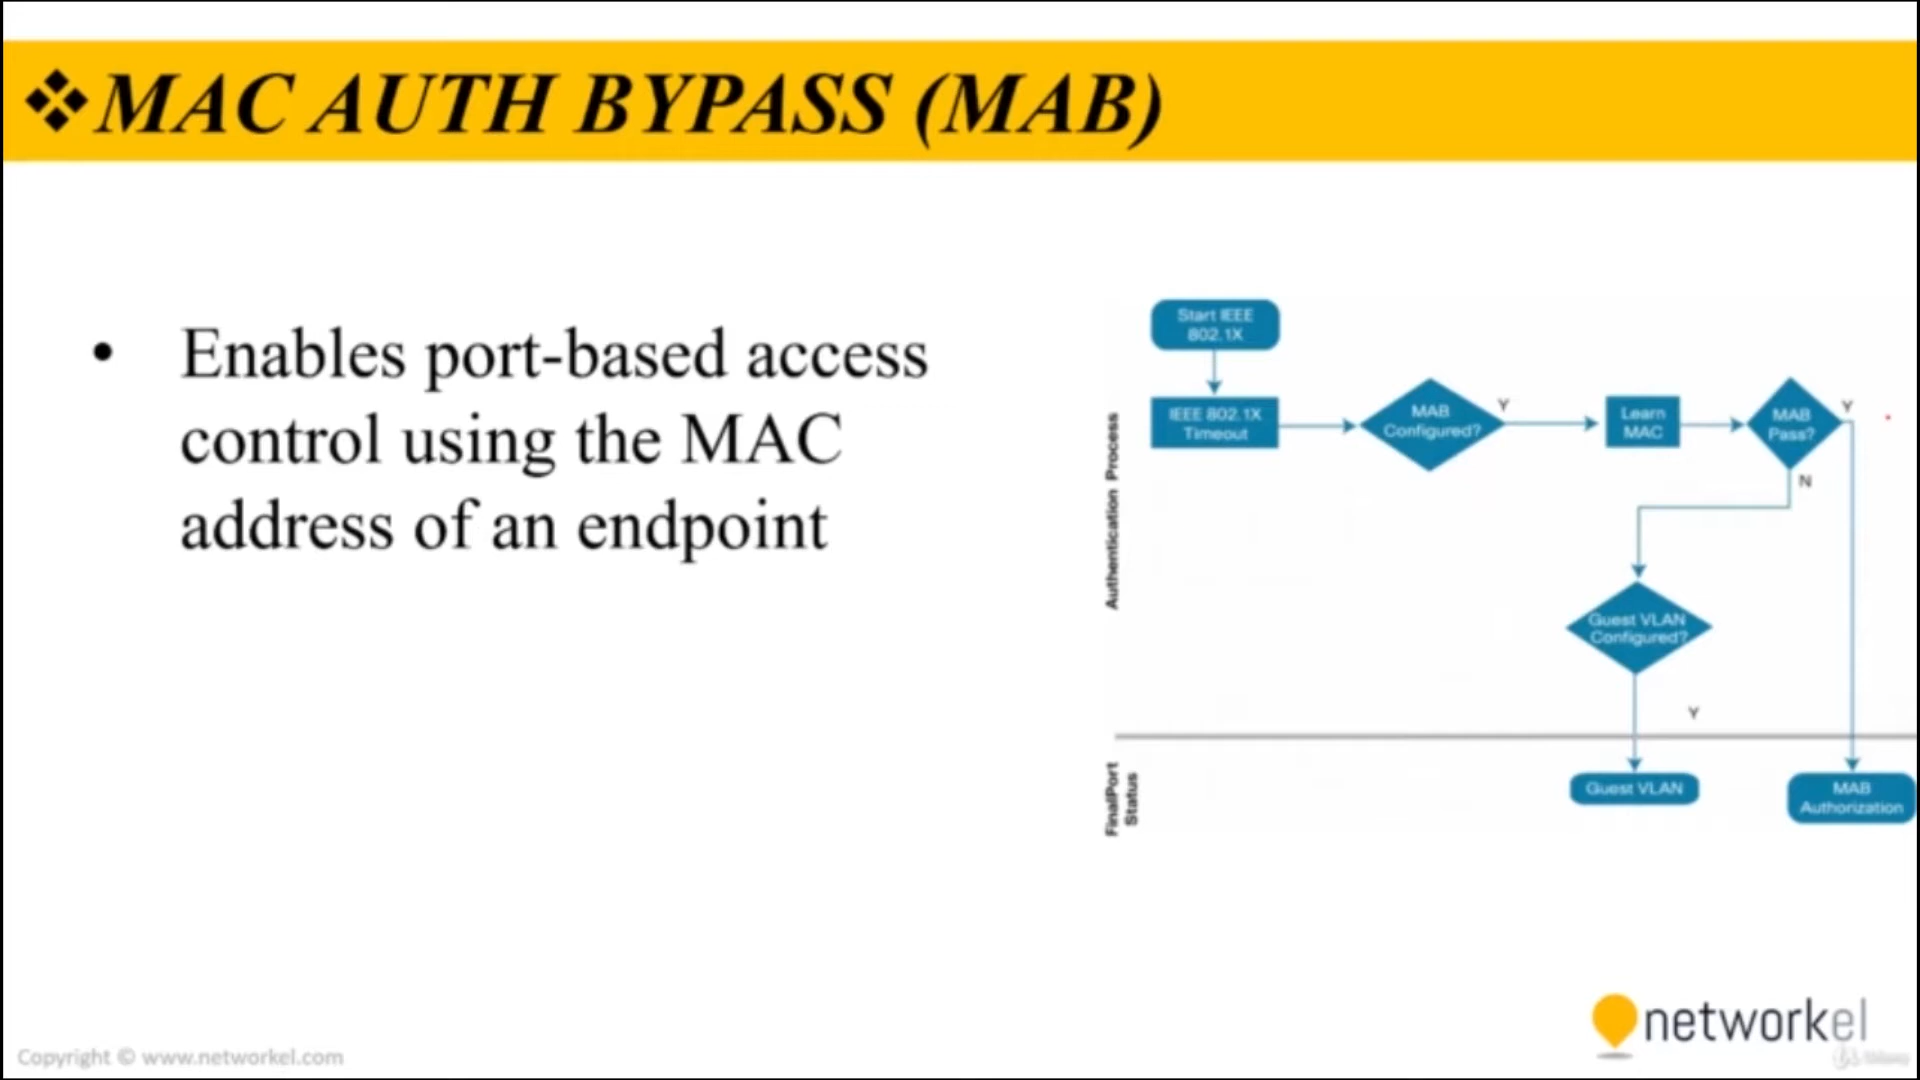 ❖MAC AUTH BYPASS (MAB)
• Enables port-based access
control using the MAC
address of an endpoint
Start IEEE
802.1X
IEEE 802.1X
Timeout
MAB
Configured?
Y
Learn
MAC
MAB
Pass?
Y
N
Guest VLAN
Configured?
Y
Guest VLAN
MAB
Authorization
Authentication Process
FinalPort
Status
networkel
Copyright © www.networkel.com